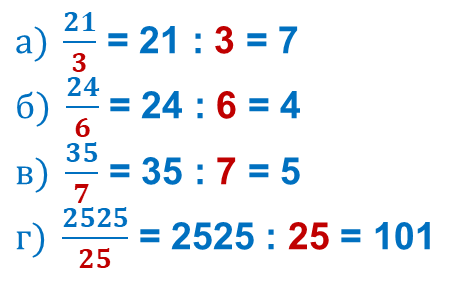 а) 21/3 = 21 : 3 = 7
б) 24/6 = 24 : 6 = 4
в) 35/7 = 35 : 7 = 5
г) 2525/25 = 2525 : 25 = 101